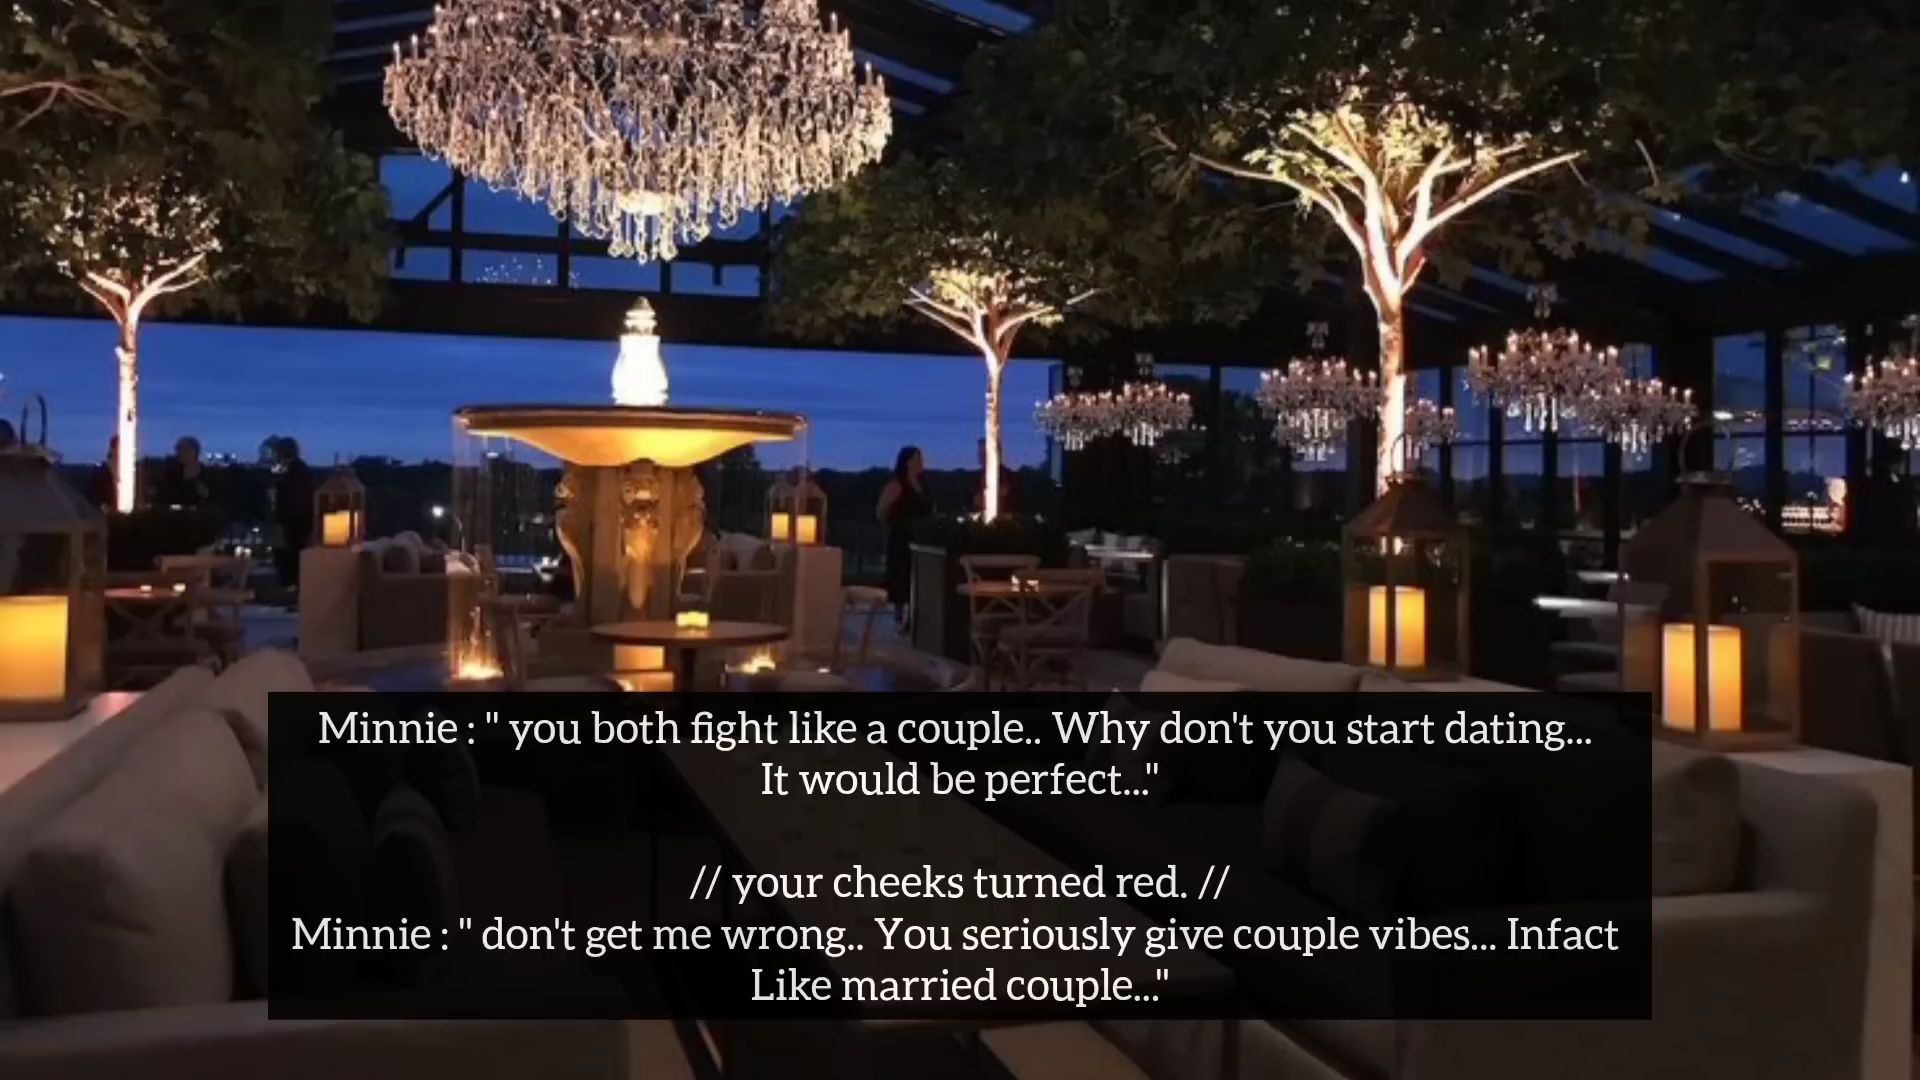 Minnie : " you both fight like a couple.. Why don't you start dating...
It would be perfect..."
// your cheeks turned red. //
Minnie : " don't get me wrong.. You seriously give couple vibes... Infact
Like married couple..."